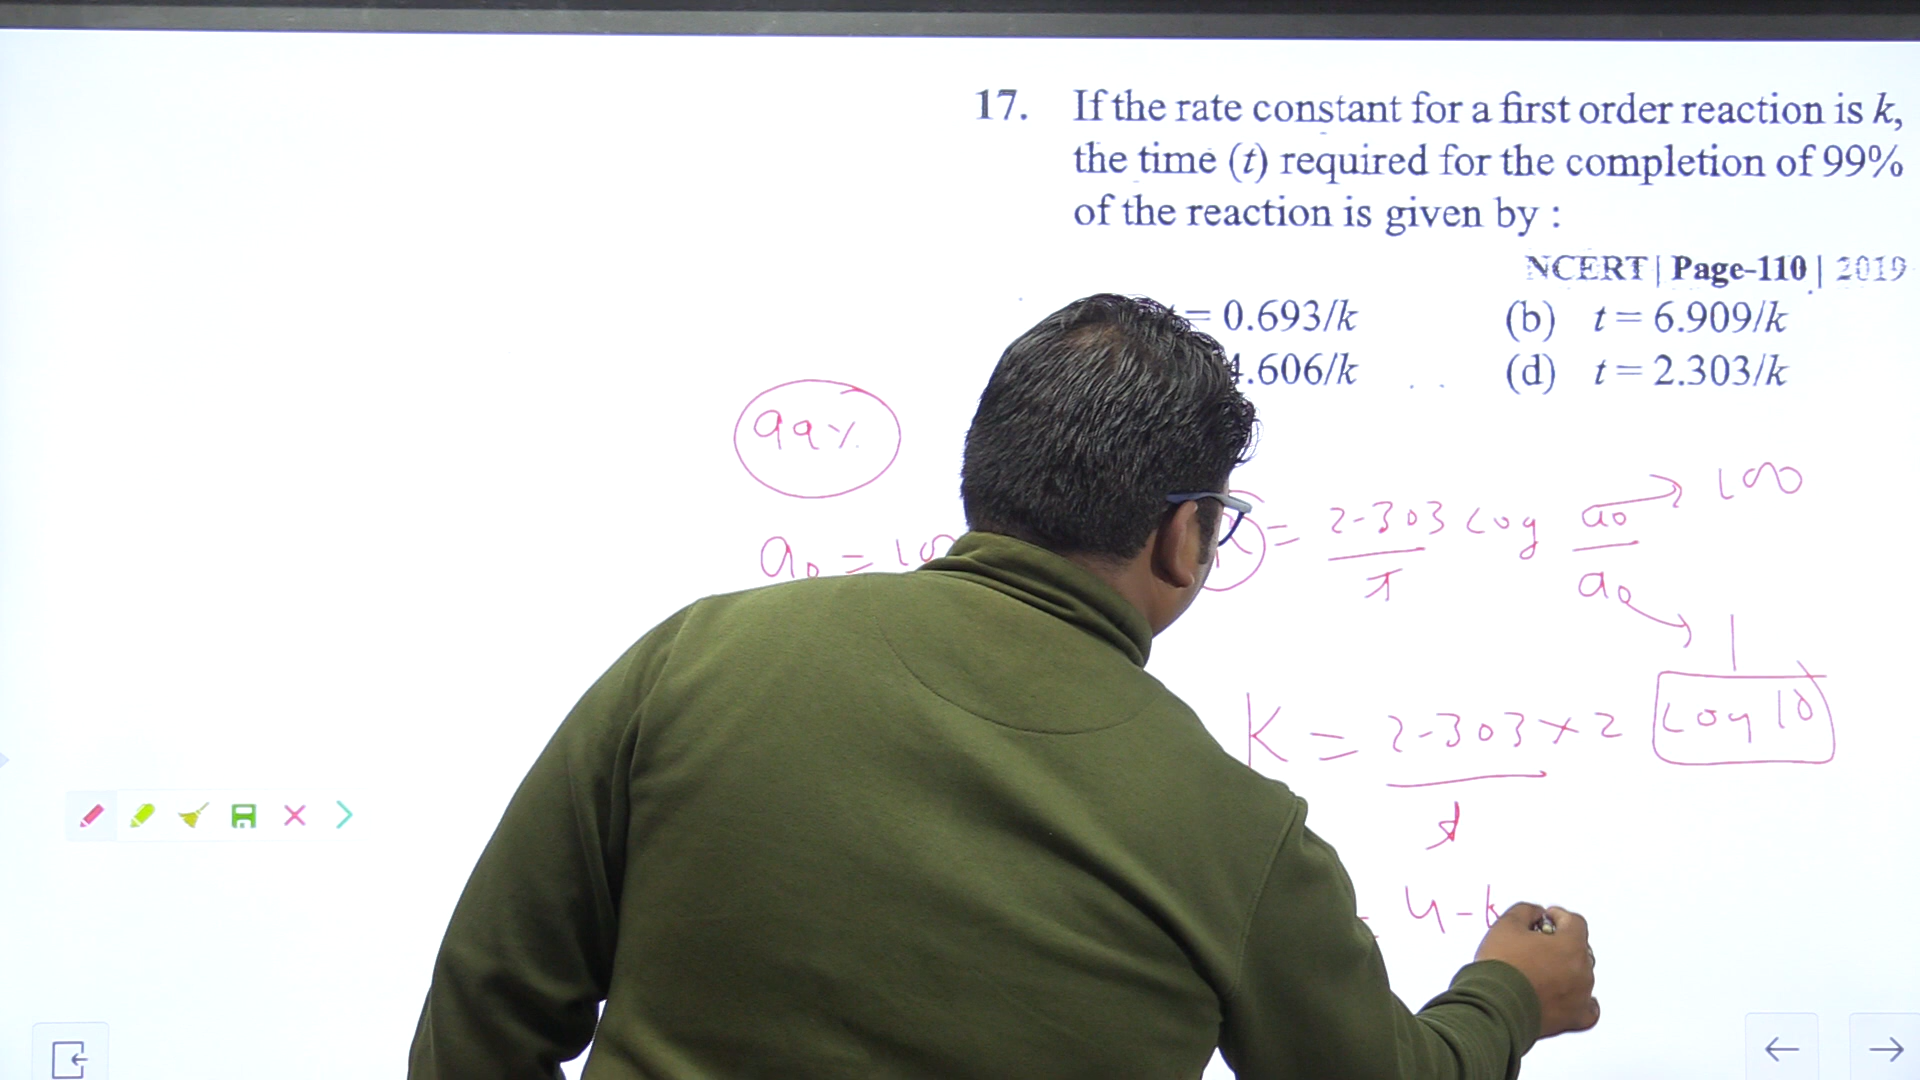 17. If the rate constant for a first order reaction is k,
the time (t) required for the completion of 99%
of the reaction is given by :
NCERT | Page-110 | 2019
= 0.693/k (b) t = 6.909/k
4.606/k (d) t = 2.303/k
99%
a0 = 100
= 2.303 log a0 → 100
t a0 → 1
K = 2.303 × 2 log 10
t
= 4.6